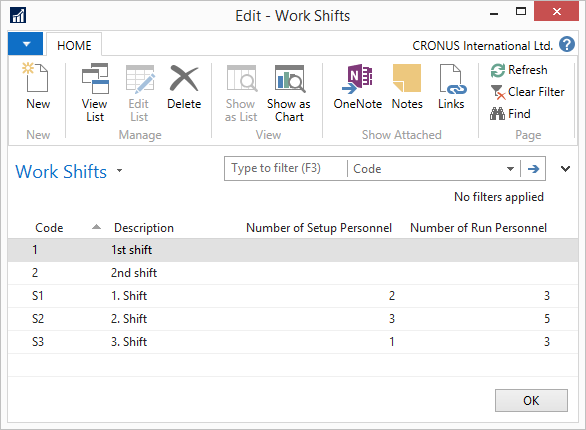 Edit - Work Shifts
HOME
CRONUS International Ltd. ?
New
View List
Edit List
Delete
Show as List
Show as Chart
OneNote
Notes
Links
Refresh
Clear Filter
Find
New
Manage
View
Show Attached
Page
Work Shifts
Type to filter (F3)
Code
No filters applied
Code Description Number of Setup Personnel Number of Run Personnel
1 1st shift
2 2nd shift
S1 1. Shift 2 3
S2 2. Shift 3 5
S3 3. Shift 1 3
OK